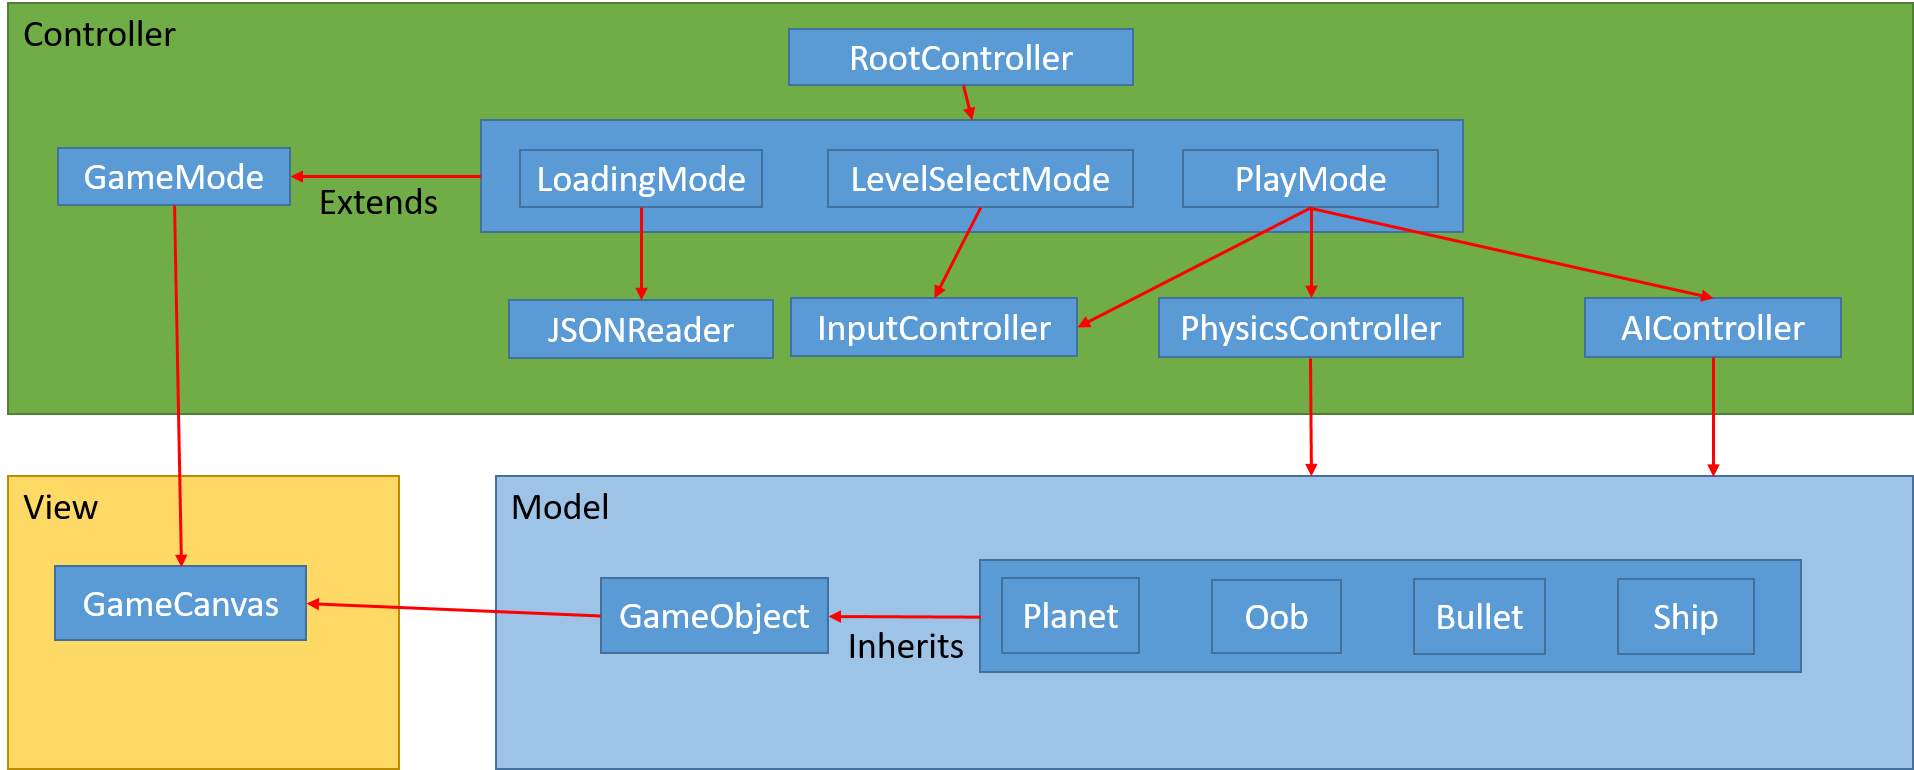 Controller
RootController
GameMode
Extends
LoadingMode
LevelSelectMode
PlayMode
JSONReader
InputController
PhysicsController
AIController
View
GameCanvas
Model
GameObject
Inherits
Planet
Oob
Bullet
Ship